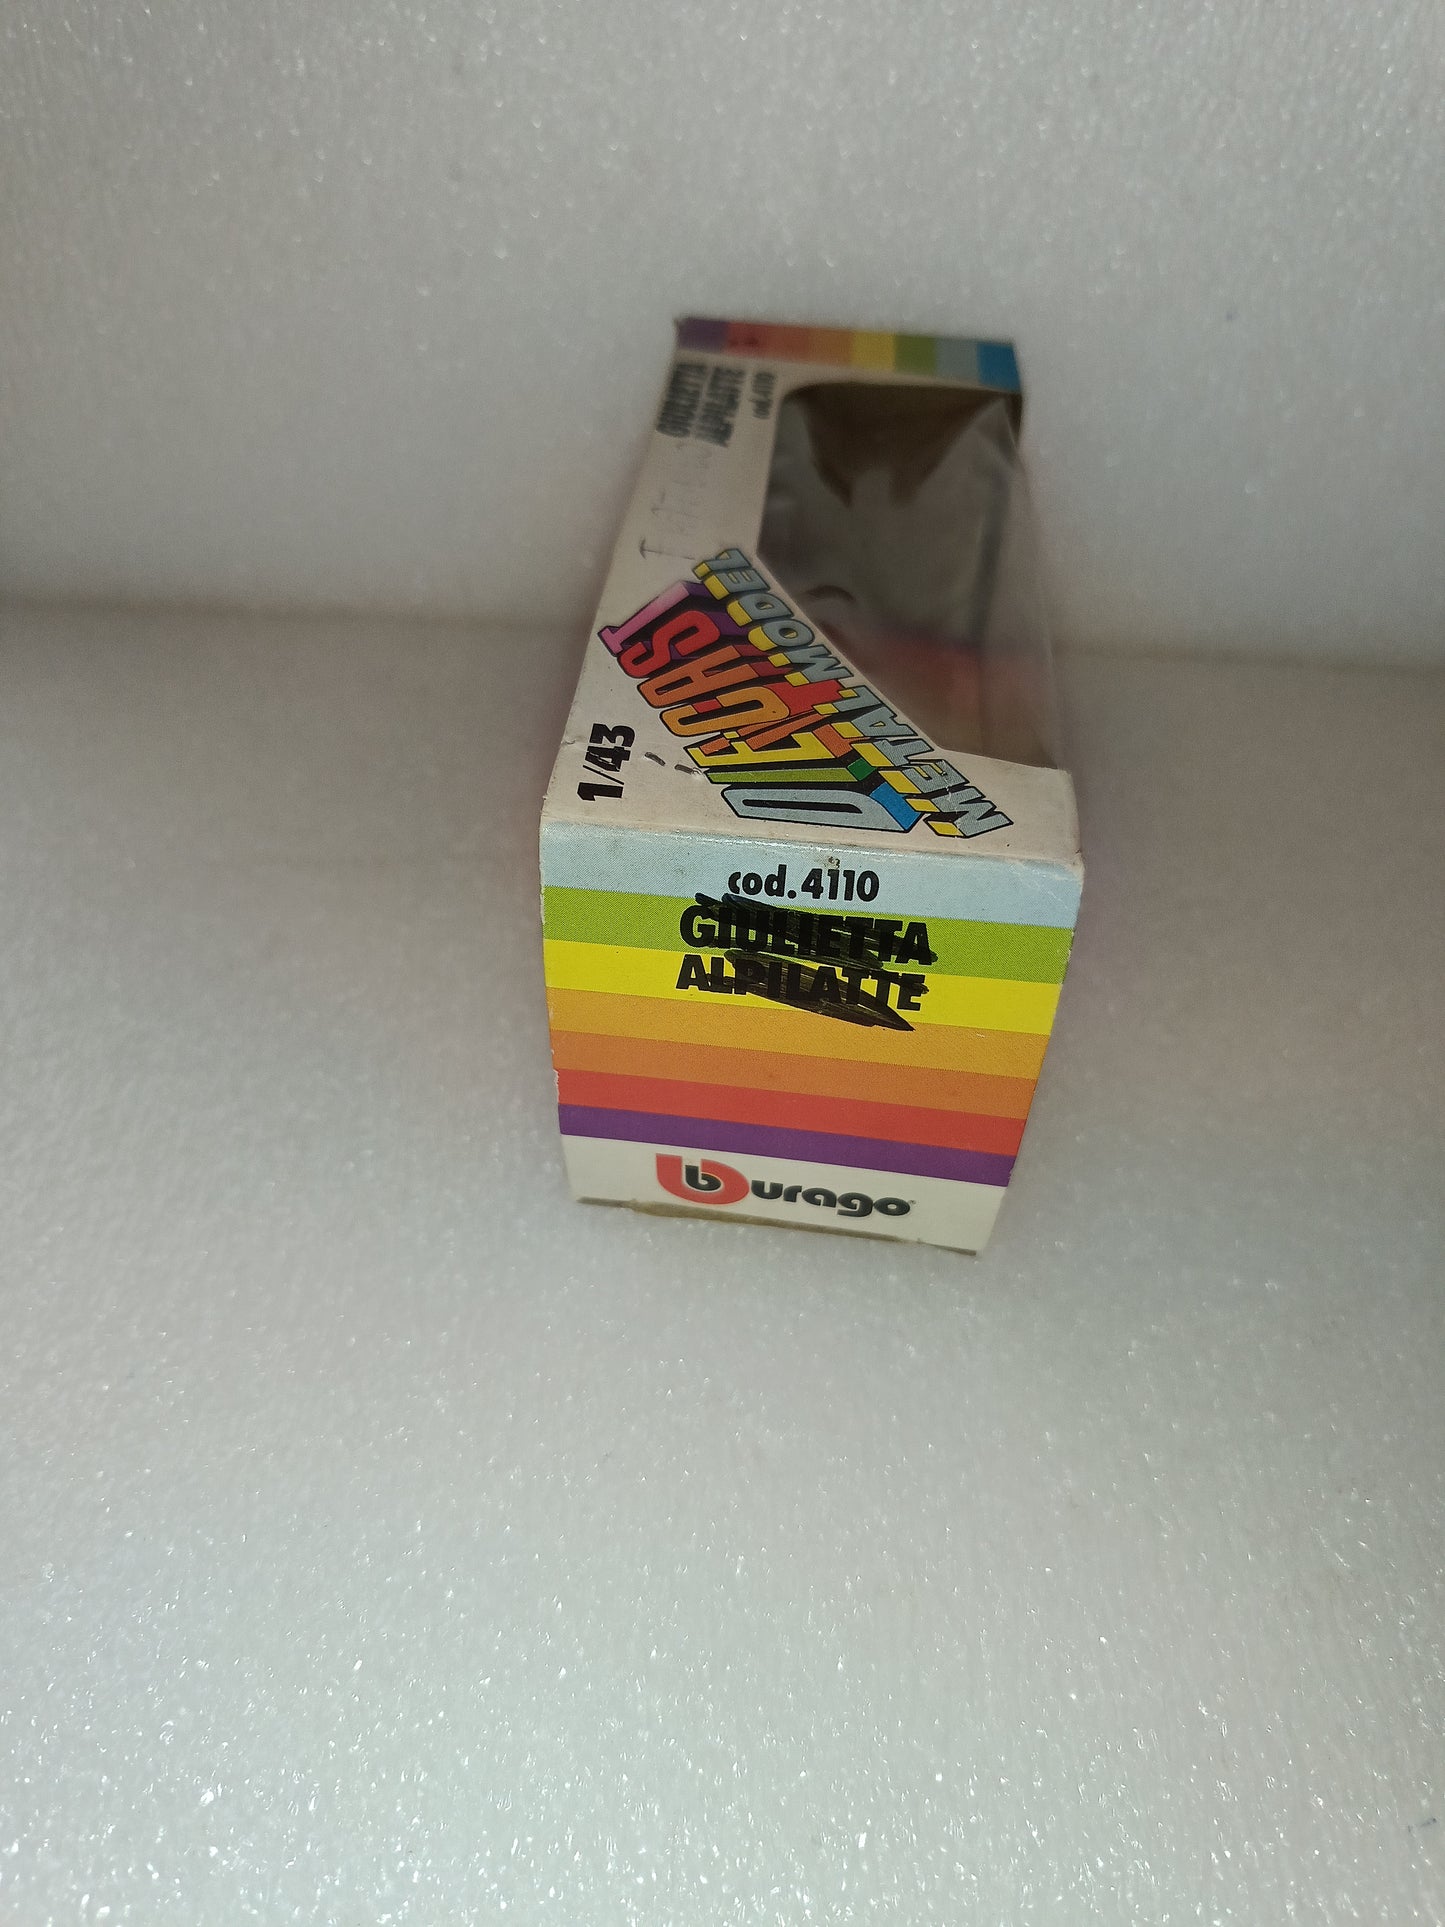 GIULIETTA
ALPILATTE
cod.4110
DIE CAST
METAL MODEL
1/43
cod.4110
GIULIETTA
ALPILATTE
burago